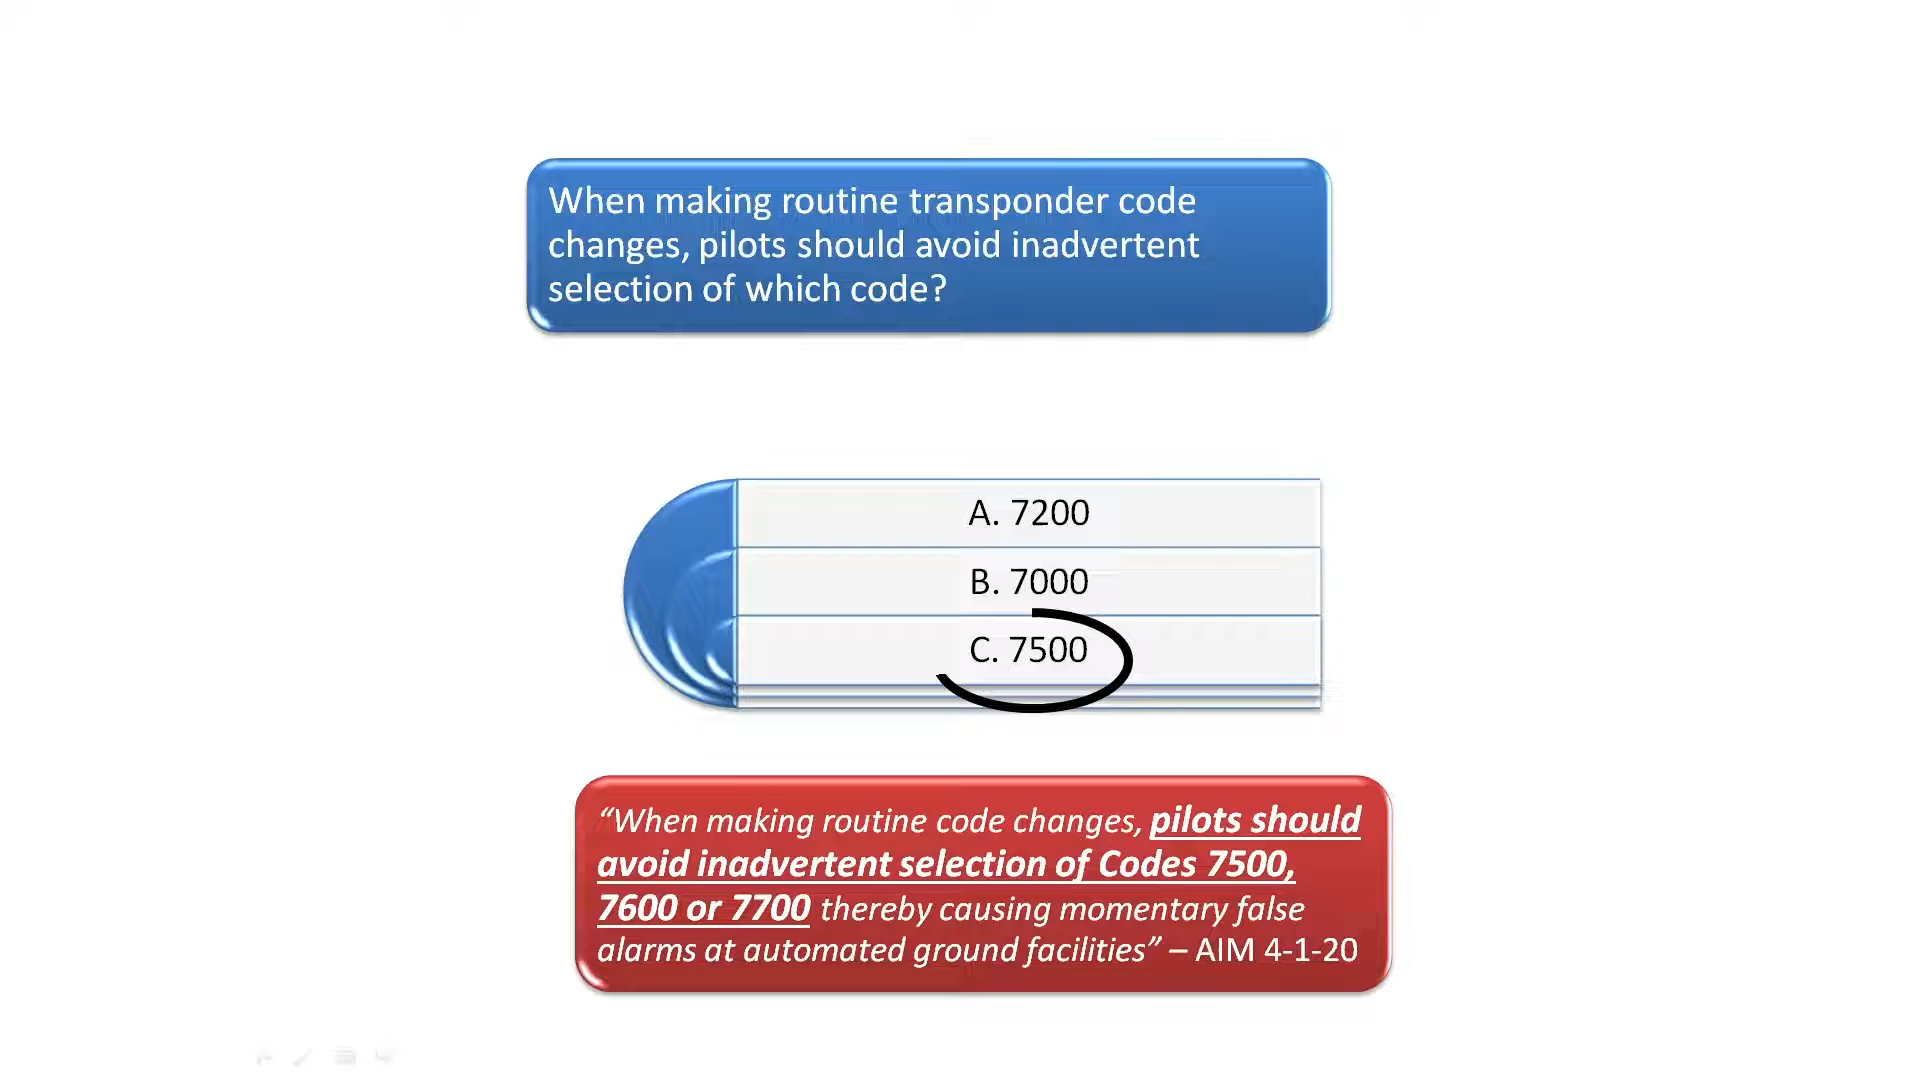 When making routine transponder code
changes, pilots should avoid inadvertent
selection of which code?
A. 7200
B. 7000
C. 7500
“When making routine code changes, pilots should
avoid inadvertent selection of Codes 7500,
7600 or 7700 thereby causing momentary false
alarms at automated ground facilities” – AIM 4-1-20